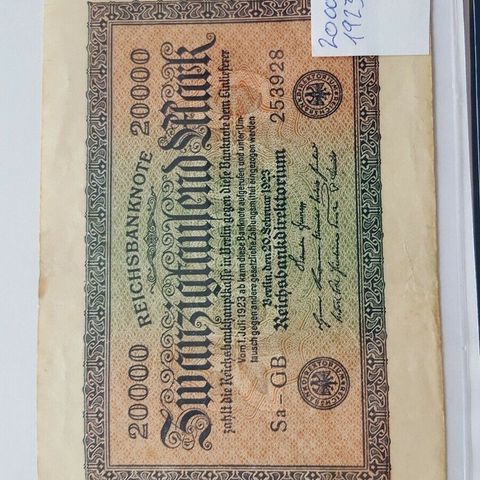 20000 REICHSBANKNOTE 20000
Zwanzigtausend Mark
zahlt die Reichsbankhauptkasse in Berlin gegen diese Banknote dem Einlieferer
Vom 1. Juli 1923 ab kann diese Banknote aufgerufen und unter Um-
tausch gegen andere gesetzliche Zahlungsmittel eingezogen werden
Berlin, den 20. Februar 1923
Sa-GB Reichsbankdirektorium 253928
REICHSBANKDIREKTORIUM
REICHSBANKDIREKTORIUM
1923